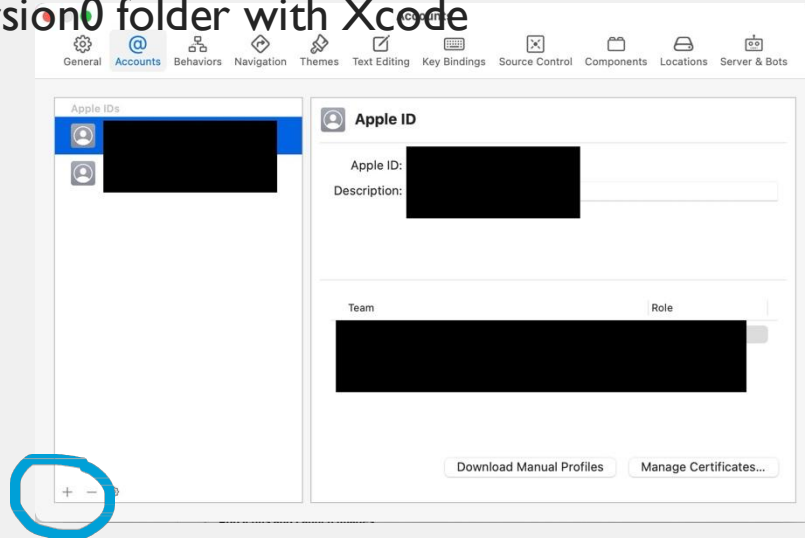 sion0 folder with Xcode
General Accounts Behaviors Navigation Themes Text Editing Key Bindings Source Control Components Locations Server & Bots
Apple IDs
Apple ID
Apple ID:
Description:
Team Role
Download Manual Profiles Manage Certificates...
+ −